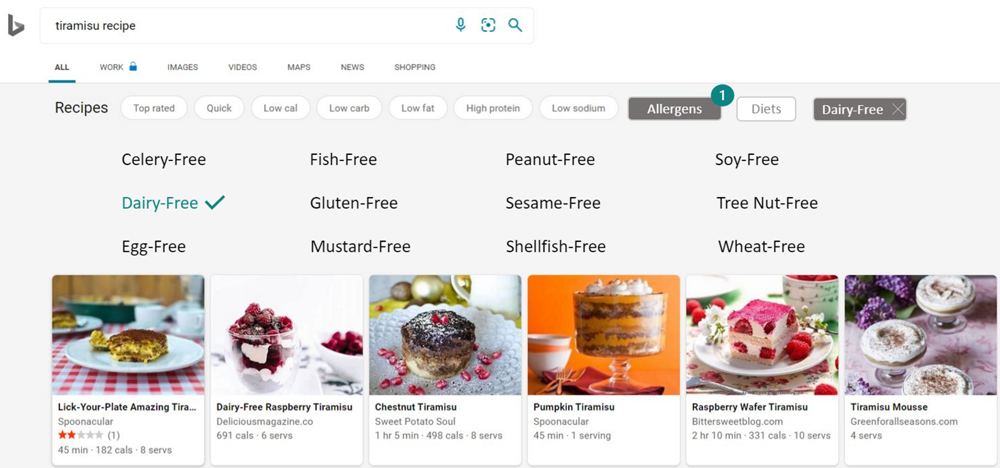 tiramisu recipe
ALL WORK IMAGES VIDEOS MAPS NEWS SHOPPING
Recipes Top rated Quick Low cal Low carb Low fat High protein Low sodium Allergens 1 Diets Dairy-Free
Celery-Free Fish-Free Peanut-Free Soy-Free
Dairy-Free Gluten-Free Sesame-Free Tree Nut-Free
Egg-Free Mustard-Free Shellfish-Free Wheat-Free
Lick-Your-Plate Amazing Tira...
Spoonacular
(1)
45 min · 182 cals · 8 servs
Dairy-Free Raspberry Tiramisu
Deliciousmagazine.co
691 cals · 6 servs
Chestnut Tiramisu
Sweet Potato Soul
1 hr 5 min · 498 cals · 8 servs
Pumpkin Tiramisu
Spoonacular
45 min · 1 serving
Raspberry Wafer Tiramisu
Bittersweetblog.com
2 hr 10 min · 331 cals · 10 servs
Tiramisu Mousse
Greenforallseasons.com
4 servs